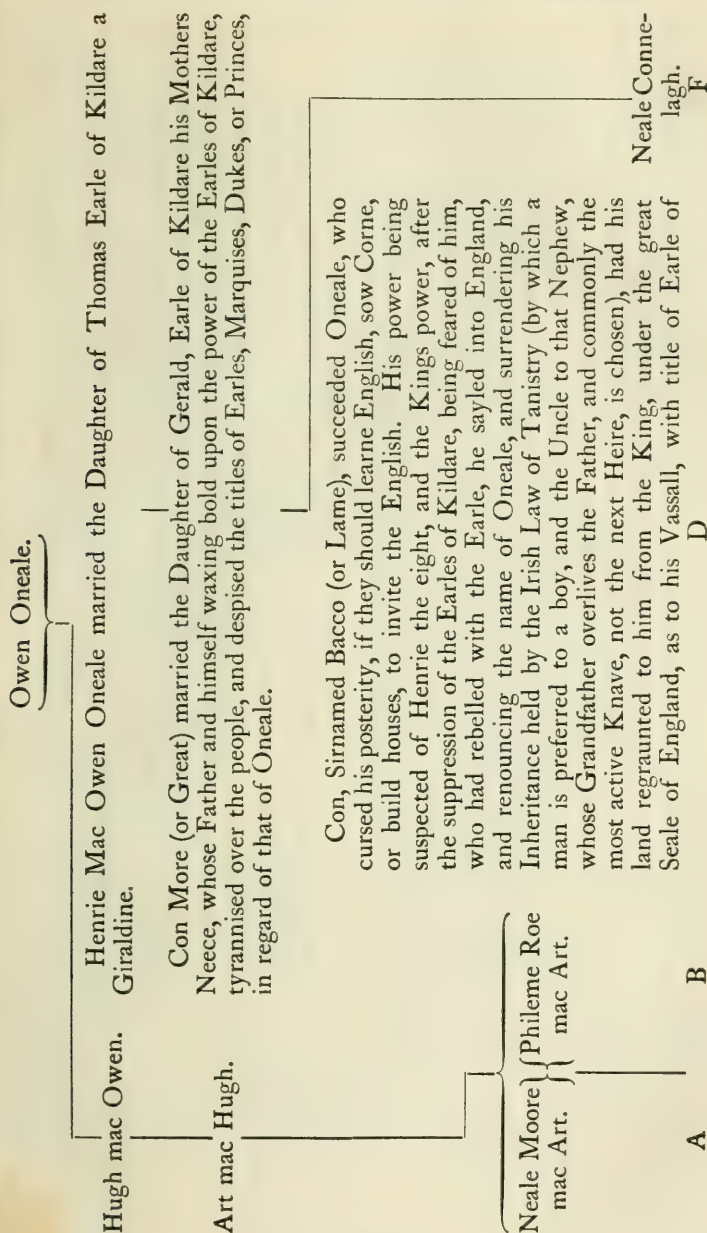 Owen Oneale.
Hugh mac Owen.
Henrie Mac Owen Oneale married the Daughter of Thomas Earle of Kildare a
Giraldine.
Art mac Hugh.
Con More (or Great) married the Daughter of Gerald, Earle of Kildare his Mothers
Neece, whose Father and himself waxing bold upon the power of the Earles of Kildare,
tyrannised over the people, and despised the titles of Earles, Marquises, Dukes, or Princes,
in regard of that of Oneale.
Neale Moore
mac Art.
Phileme Roe
mac Art.
Con, Sirnamed Bacco (or Lame), succeeded Oneale, who
cursed his posterity, if they should learne English, sow Corne,
or build houses, to invite the English. His power being
suspected of Henrie the eight, and the Kings power, after
the suppression of the Earles of Kildare, being feared of him,
who had rebelled with the Earle, he sayled into England,
and renouncing the name of Oneale, and surrendering his
Inheritance held by the Irish Law of Tanistry (by which a
man is preferred to a boy, and the Uncle to that Nephew,
whose Grandfather overlives the Father, and commonly the
most active Knave, not the next Heire, is chosen), had his
land regraunted to him from the King, under the great
Seale of England, as to his Vassall, with title of Earle of
Neale Conne-
lagh.
A
B
D
F